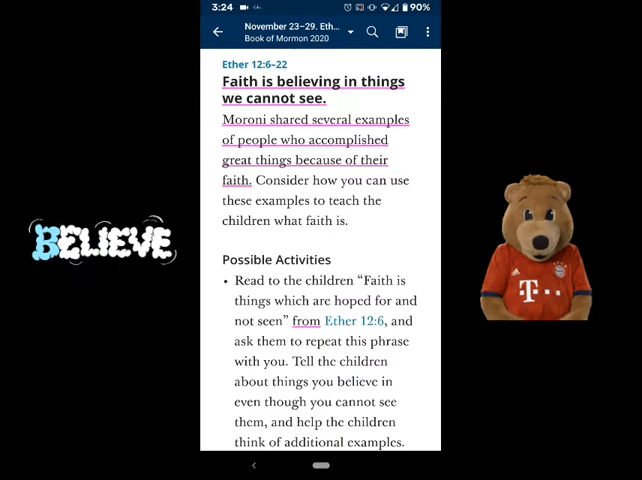 3:24
90%
November 23–29. Eth...
Book of Mormon 2020
Ether 12:6–22
Faith is believing in things
we cannot see.
Moroni shared several examples
of people who accomplished
great things because of their
faith. Consider how you can use
these examples to teach the
children what faith is.
BELIEVE
T··
Possible Activities
• Read to the children “Faith is
things which are hoped for and
not seen” from Ether 12:6, and
ask them to repeat this phrase
with you. Tell the children
about things you believe in
even though you cannot see
them, and help the children
think of additional examples.